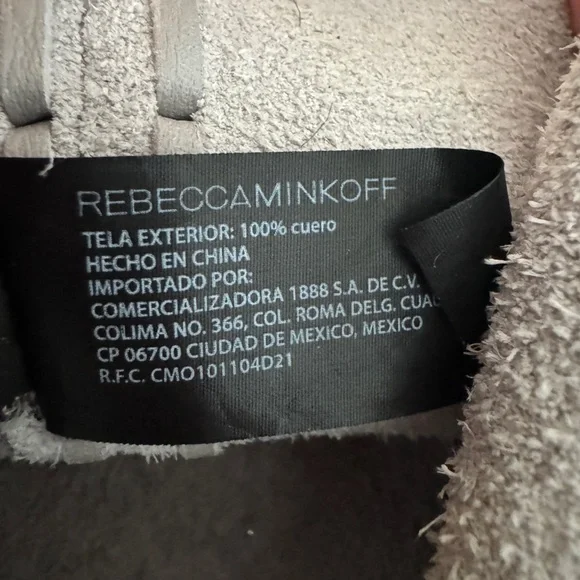 REBECCAMINKOFF
TELA EXTERIOR: 100% cuero
HECHO EN CHINA
IMPORTADO POR:
COMERCIALIZADORA 1888 S.A. DE C.V.
COLIMA NO. 366, COL. ROMA DELG.
CP 06700 CIUDAD DE MEXICO, MEXICO
R.F.C. CMO101104D21